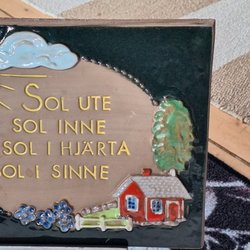 SOL UTE
SOL INNE
SOL I HJÄRTA
SOL I SINNE